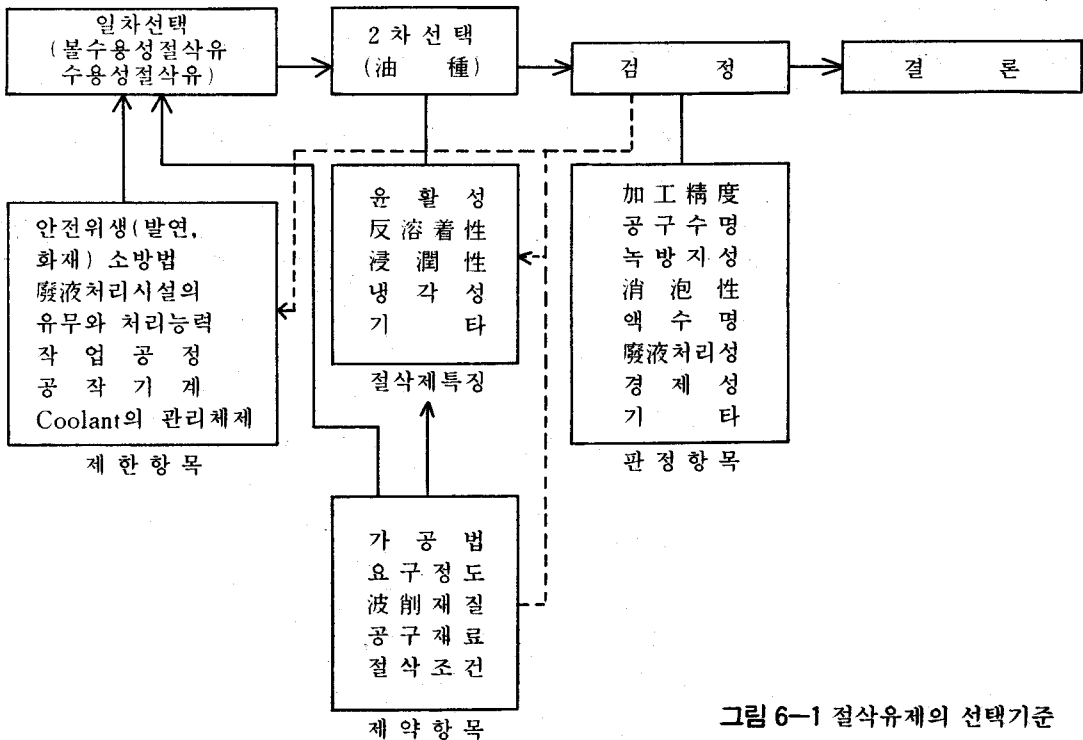 일차선택
(볼수용성절삭유
수용성절삭유)
2차선택
(油 種)
검 정
결 론
안전위생(발연,
화재) 소방법
廢液처리시설의
유무와 처리능력
작 업 공 정
공 작 기 계
Coolant의 관리체제
제 한 항 목
윤 활 성
反溶着性
浸 潤 性
냉 각 성
기 타
절삭제특징
加工精度
공구수명
녹방지성
消 泡 性
액 수 명
廢液처리성
경 제 성
기 타
판 정 항 목
가 공 법
요구정도
波削재질
공구재료
절삭조건
제 약 항 목
그림 6-1 절삭유제의 선택기준